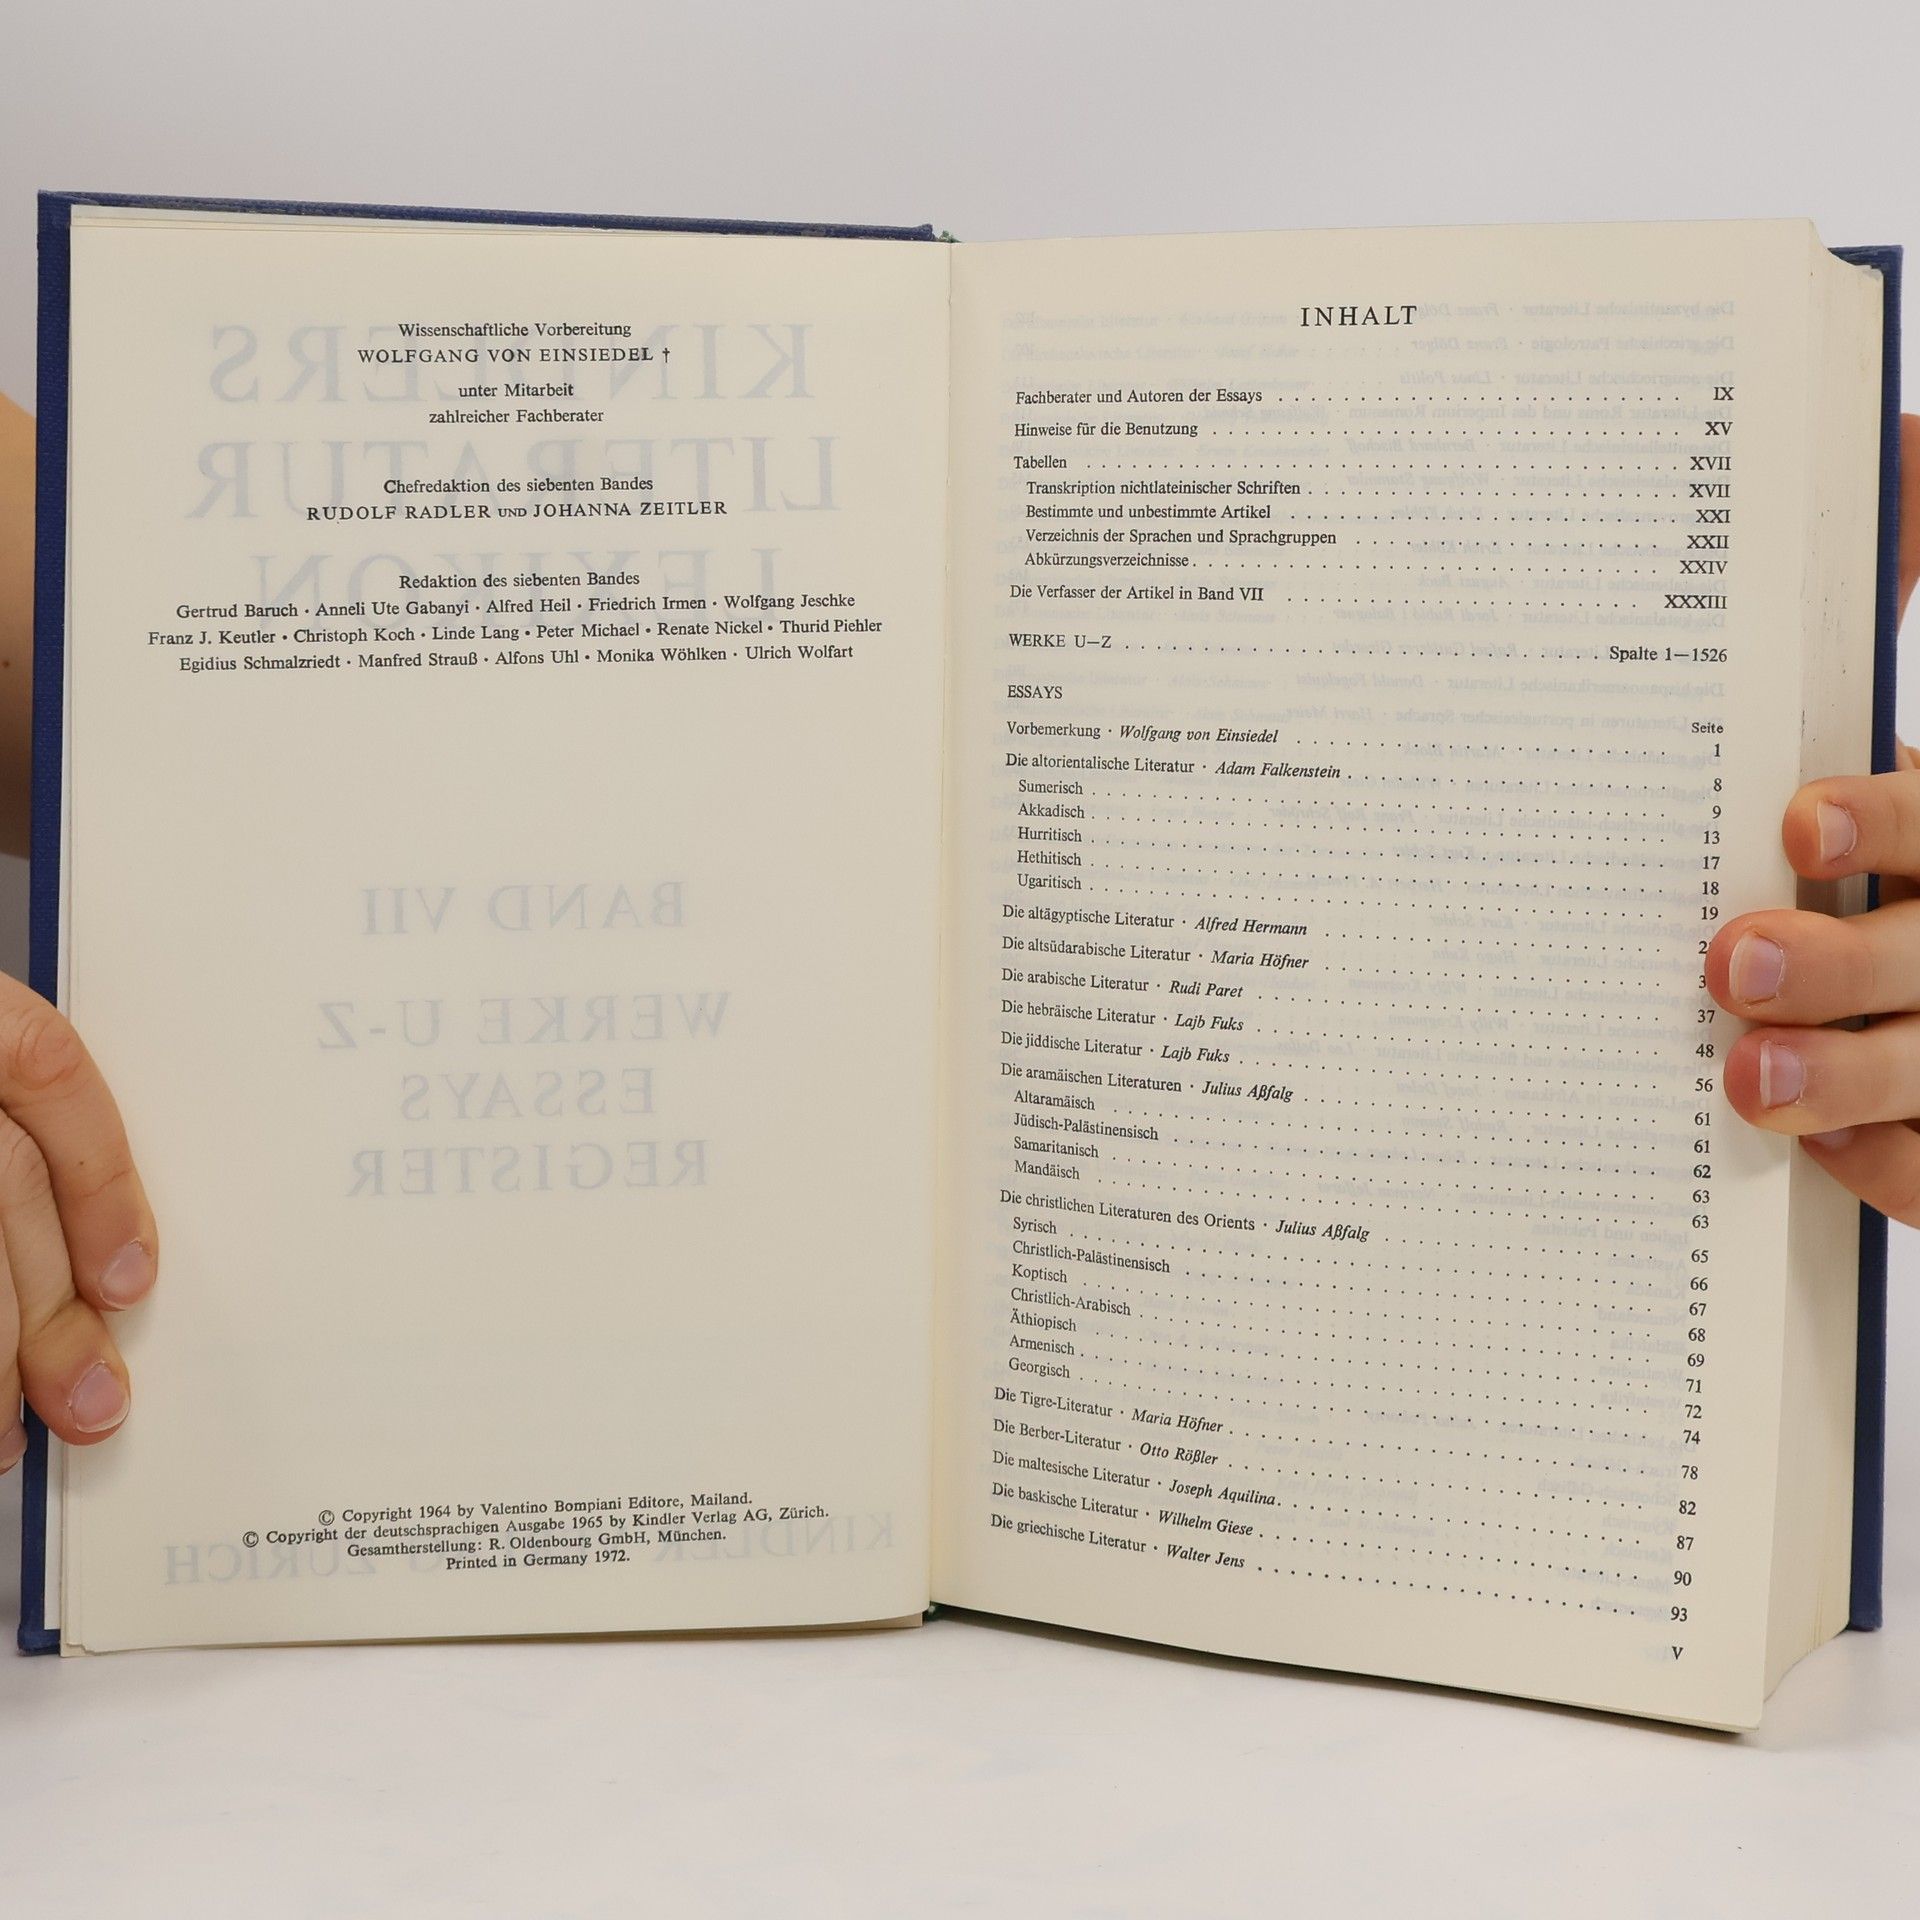 Wissenschaftliche Vorbereitung
WOLFGANG VON EINSIEDEL †
unter Mitarbeit
zahlreicher Fachberater
Chefredaktion des siebenten Bandes
RUDOLF RADLER UND JOHANNA ZEITLER
Redaktion des siebenten Bandes
Gertrud Baruch · Anneli Ute Gabanyi · Alfred Heil · Friedrich Irmen · Wolfgang Jeschke
Franz J. Keutler · Christoph Koch · Linde Lang · Peter Michael · Renate Nickel · Thurid Piehler
Egidius Schmalzriedt · Manfred Strauß · Alfons Uhl · Monika Wöhlken · Ulrich Wolfart
KINDLERS
LITERATUR
LEXIKON
BAND VII
WERKE U-Z
ESSAYS
REGISTER
© Copyright 1964 by Valentino Bompiani Editore, Mailand.
© Copyright der deutschsprachigen Ausgabe 1965 by Kindler Verlag AG, Zürich.
Gesamtherstellung: R. Oldenbourg GmbH, München.
Printed in Germany 1972.
INHALT
Fachberater und Autoren der Essays . . . IX
Hinweise für die Benutzung . . . XV
Tabellen . . . XVII
Transkription nichtlateinischer Schriften . . . XVII
Bestimmte und unbestimmte Artikel . . . XXI
Verzeichnis der Sprachen und Sprachgruppen . . . XXII
Abkürzungsverzeichnisse . . . XXIV
Die Verfasser der Artikel in Band VII . . . XXXIII
WERKE U—Z . . . Spalte 1—1526
ESSAYS
Seite
Vorbemerkung · Wolfgang von Einsiedel . . . 1
Die altorientalische Literatur · Adam Falkenstein . . . 8
Sumerisch . . . 9
Akkadisch . . . 13
Hurritisch . . . 17
Hethitisch . . . 18
Ugaritisch . . . 19
Die altägyptische Literatur · Alfred Hermann . . .
Die altsüdarabische Literatur · Maria Höfner . . .
Die arabische Literatur · Rudi Paret . . . 37
Die hebräische Literatur · Lajb Fuks . . . 48
Die jiddische Literatur · Lajb Fuks . . . 56
Die aramäischen Literaturen · Julius Aßfalg . . . 61
Altaramäisch . . . 61
Jüdisch-Palästinensisch . . . 62
Samaritanisch . . . 63
Mandäisch . . . 63
Die christlichen Literaturen des Orients · Julius Aßfalg . . . 65
Syrisch . . . 66
Christlich-Palästinensisch . . . 67
Koptisch . . . 68
Christlich-Arabisch . . . 69
Äthiopisch . . . 71
Armenisch . . . 72
Georgisch . . . 74
Die Tigre-Literatur · Maria Höfner . . . 78
Die Berber-Literatur · Otto Rößler . . . 82
Die maltesische Literatur · Joseph Aquilina . . . 87
Die baskische Literatur · Wilhelm Giese . . . 90
Die griechische Literatur · Walter Jens . . . 93
V